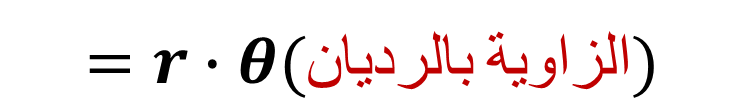 = r · θ(الزاوية بالرديان)